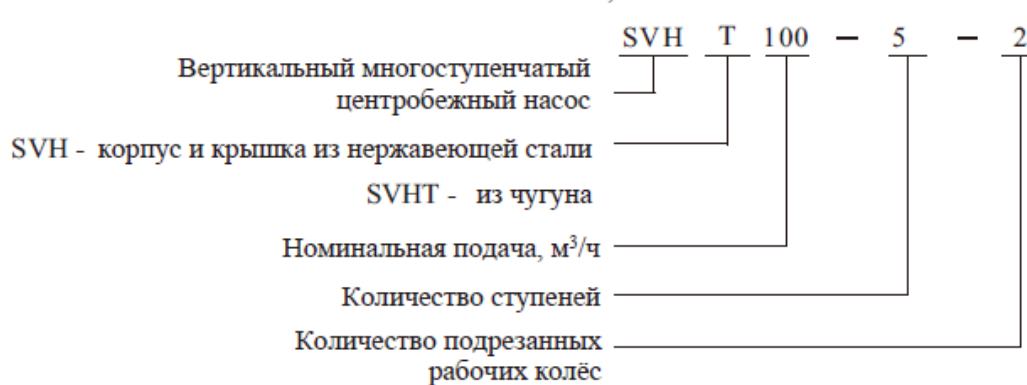 SVH T 100 – 5 – 2
Вертикальный многоступенчатый
центробежный насос
SVH - корпус и крышка из нержавеющей стали
SVHT - из чугуна
Номинальная подача, м³/ч
Количество ступеней
Количество подрезанных
рабочих колёс